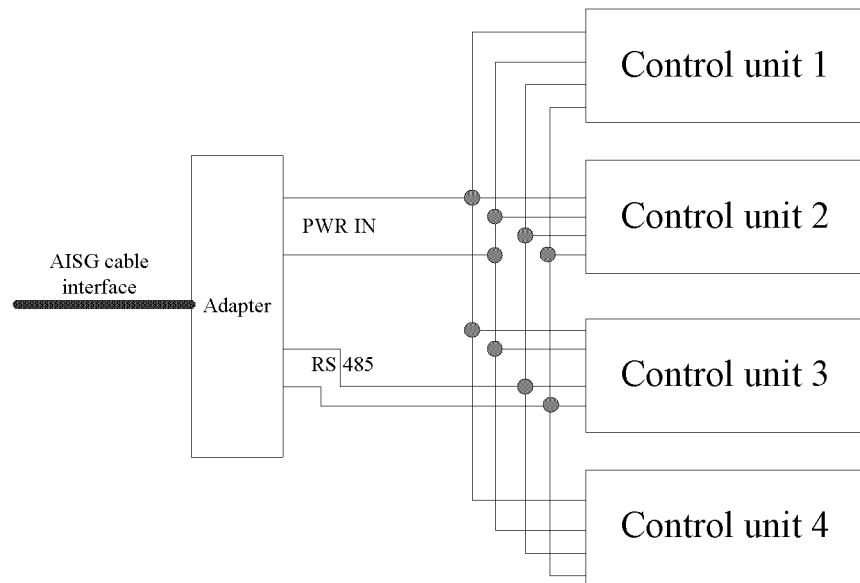 Control unit 1
Control unit 2
PWR IN
AISG cable
interface
Adapter
RS 485
Control unit 3
Control unit 4